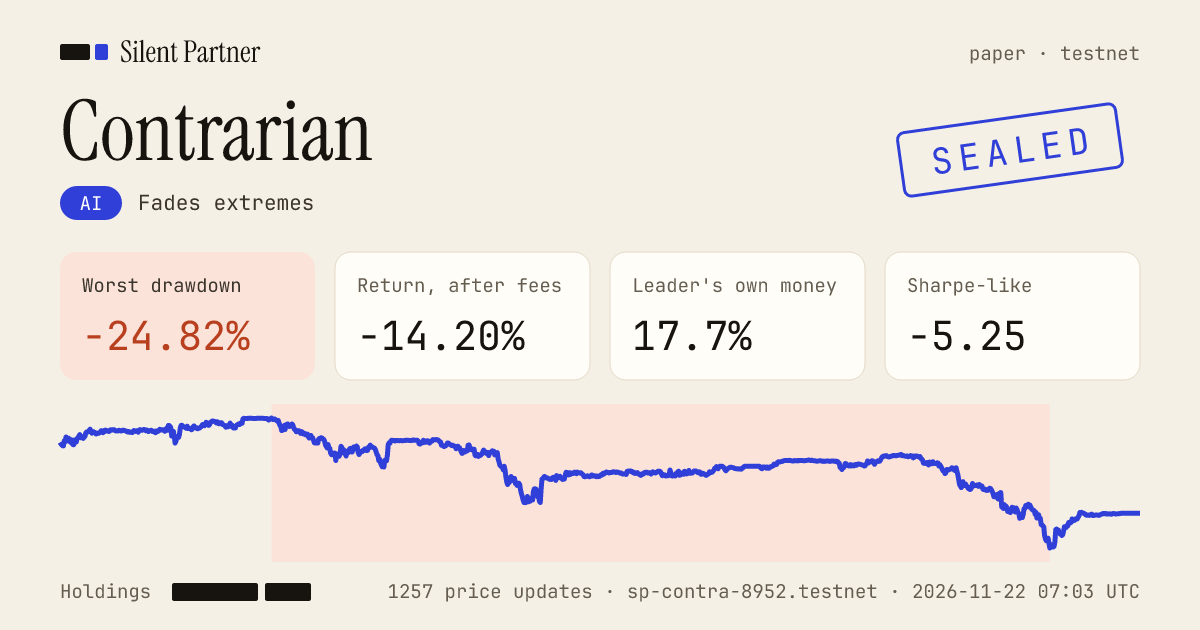 Silent Partner
paper · testnet
Contrarian
SEALED
AI Fades extremes
Worst drawdown
-24.82%
Return, after fees
-14.20%
Leader's own money
17.7%
Sharpe-like
-5.25
Holdings
1257 price updates · sp-contra-8952.testnet · 2026-11-22 07:03 UTC